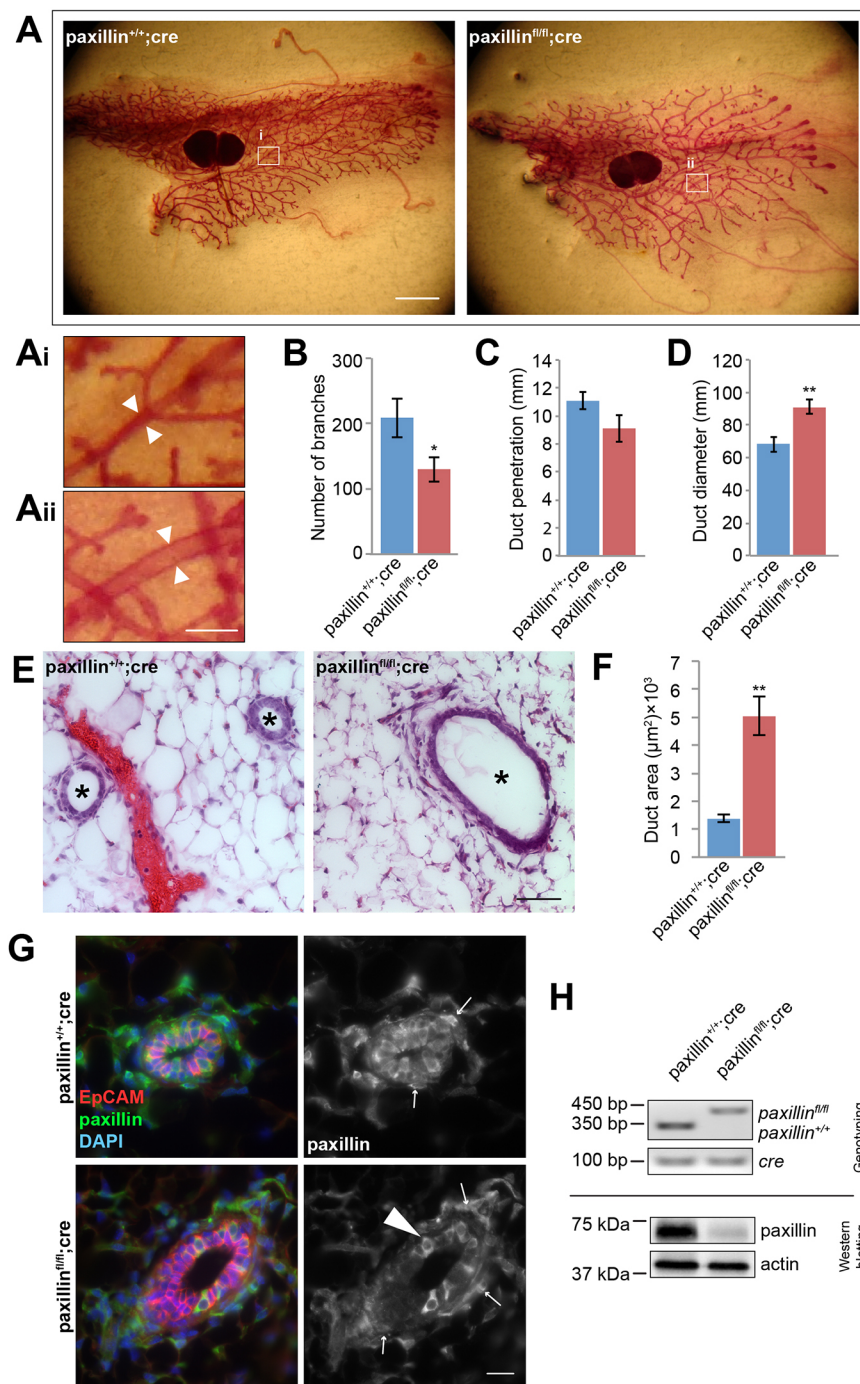 A
paxillin+/+;cre
paxillinfl/fl;cre
i
ii
Ai
Aii
B
Number of branches
300
200
100
0
*
paxillin+/+;cre
paxillinfl/fl;cre
C
Duct penetration (mm)
14
12
10
8
6
4
2
0
paxillin+/+;cre
paxillinfl/fl;cre
D
Duct diameter (mm)
120
100
80
60
40
20
0
**
paxillin+/+;cre
paxillinfl/fl;cre
E
paxillin+/+;cre
paxillinfl/fl;cre
*
*
*
F
Duct area (μm²)×10³
7
6
5
4
3
2
1
0
**
paxillin+/+;cre
paxillinfl/fl;cre
G
paxillin+/+;cre
EpCAM
paxillin
DAPI
paxillin
paxillinfl/fl;cre
H
paxillin+/+;cre
paxillinfl/fl;cre
450 bp
350 bp
100 bp
paxillinfl/fl
paxillin+/+
cre
Genotyping
75 kDa
37 kDa
paxillin
actin
Western